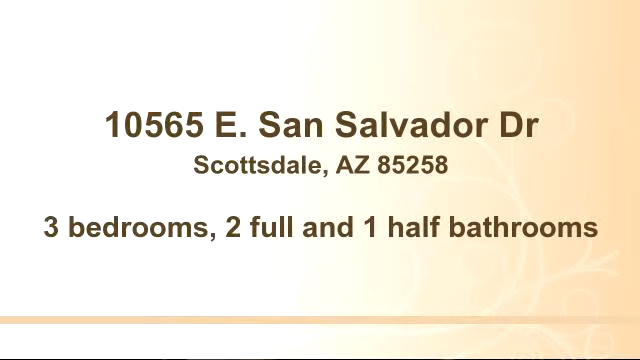 10565 E. San Salvador Dr
Scottsdale, AZ 85258
3 bedrooms, 2 full and 1 half bathrooms